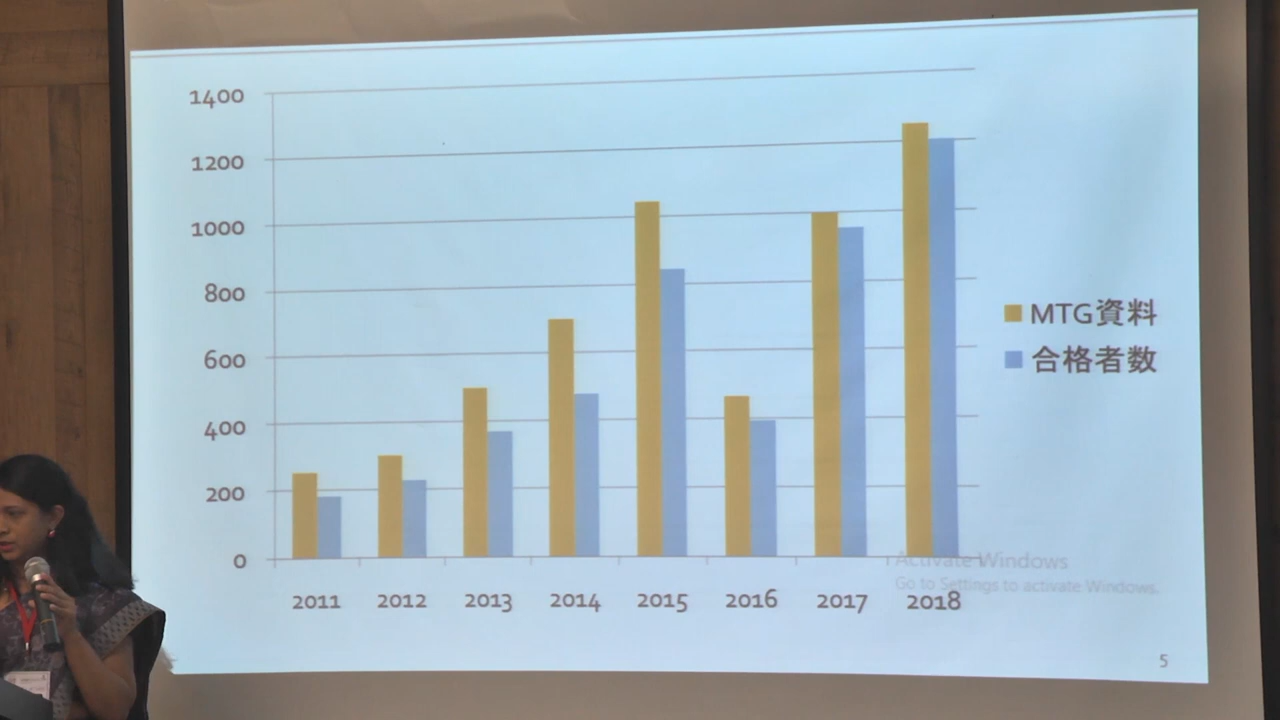 1400
1200
1000
800
600
400
200
0
2011 2012 2013 2014 2015 2016 2017 2018
MTG資料
合格者数
Activate Windows
Go to Settings to activate Windows.
5